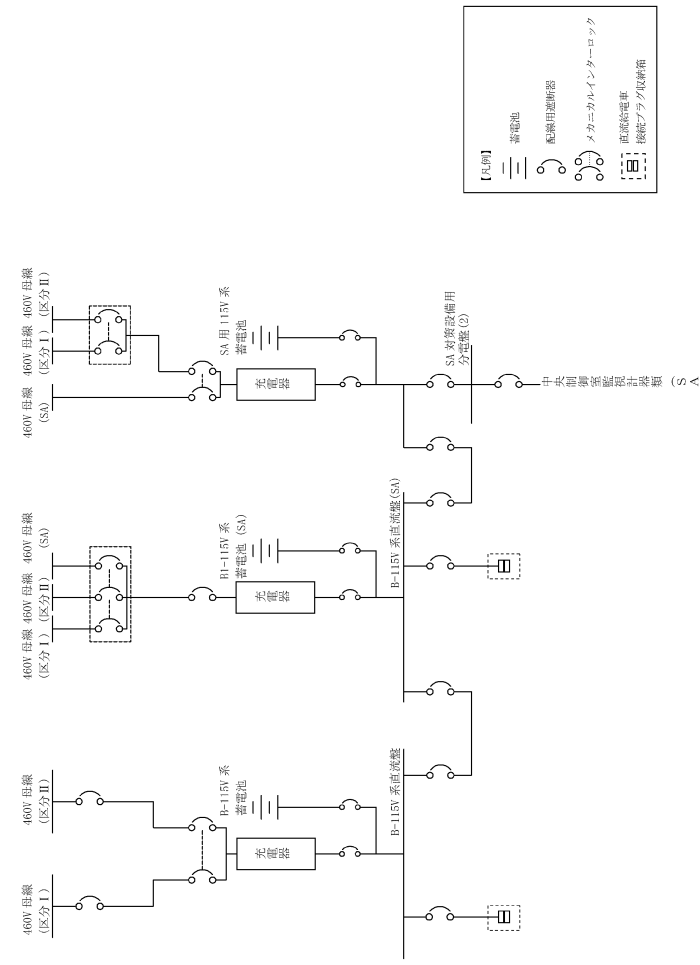 460V 母線
(区分Ⅰ)
460V 母線
(区分Ⅱ)
B-115V 系
蓄電池
充電器
B-115V 系直流盤
460V 母線
(区分Ⅰ)
460V 母線
(区分Ⅱ)
460V 母線
(SA)
B1-115V 系
蓄電池 (SA)
充電器
B-115V 系直流盤(SA)
460V 母線
(SA)
460V 母線
(区分Ⅰ)
460V 母線
(区分Ⅱ)
SA 用 115V 系
蓄電池
充電器
SA 対策設備用
分電盤(2)
中央制御室監視計器類 (SA
【凡例】
蓄電池
配線用遮断器
メカニカルインターロック
直流給電車
接続プラグ収納箱